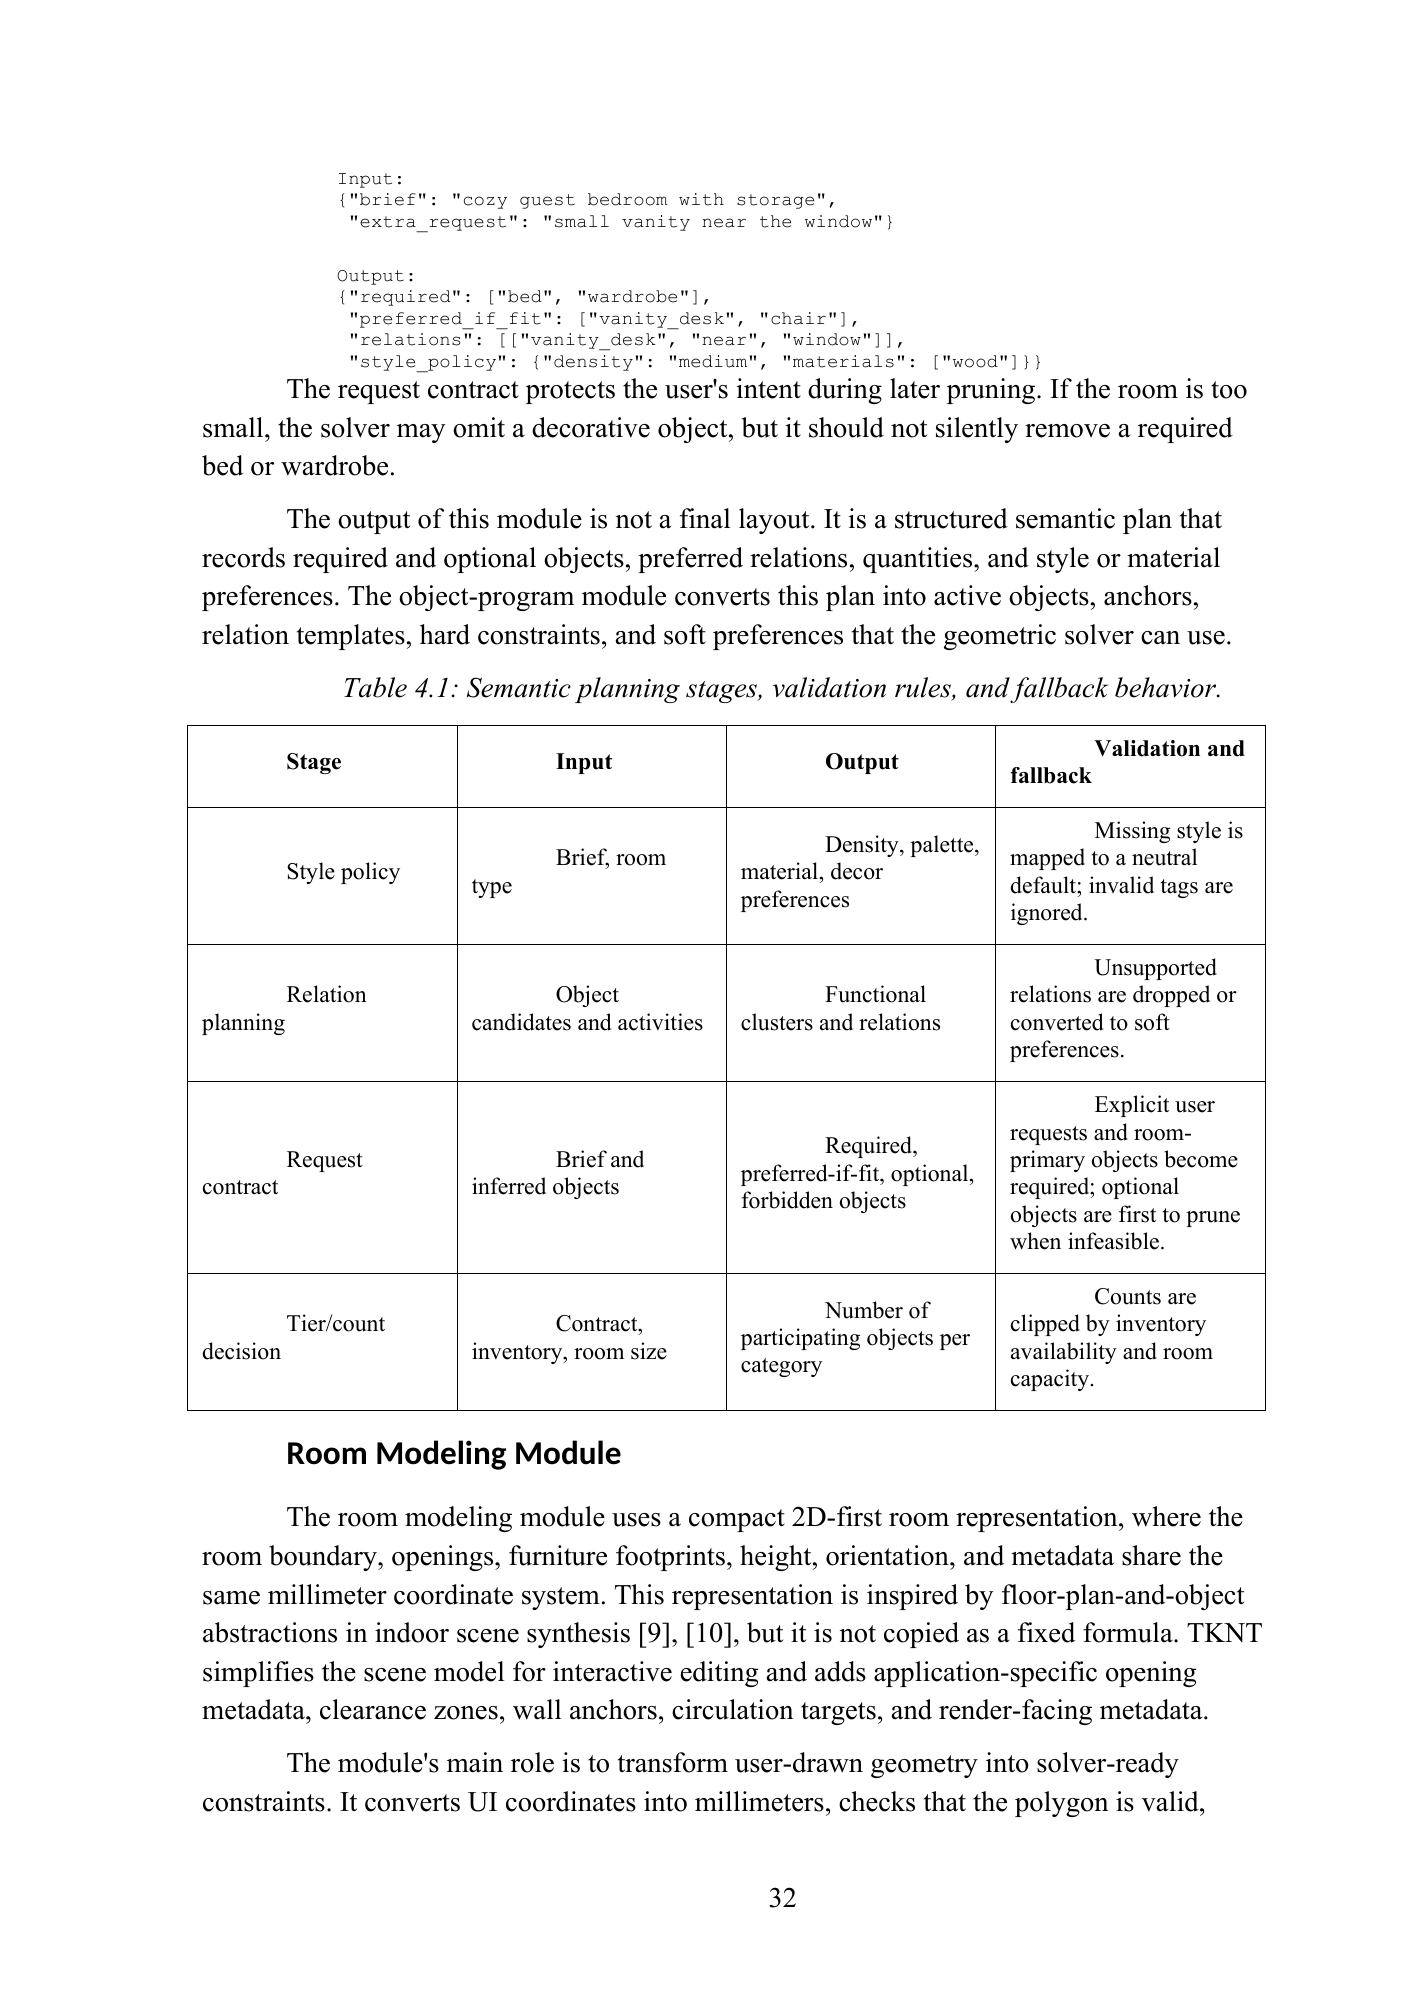 Input:
{"brief": "cozy guest bedroom with storage",
 "extra_request": "small vanity near the window"}
Output:
{"required": ["bed", "wardrobe"],
 "preferred_if_fit": ["vanity_desk", "chair"],
 "relations": [["vanity_desk", "near", "window"]],
 "style_policy": {"density": "medium", "materials": ["wood"]}}
The request contract protects the user's intent during later pruning. If the room is too
small, the solver may omit a decorative object, but it should not silently remove a required
bed or wardrobe.
The output of this module is not a final layout. It is a structured semantic plan that
records required and optional objects, preferred relations, quantities, and style or material
preferences. The object-program module converts this plan into active objects, anchors,
relation templates, hard constraints, and soft preferences that the geometric solver can use.
Table 4.1: Semantic planning stages, validation rules, and fallback behavior.
Stage
Input
Output
Validation and
fallback
Style policy
Brief, room
type
Density, palette,
material, decor
preferences
Missing style is
mapped to a neutral
default; invalid tags are
ignored.
Relation
planning
Object
candidates and activities
Functional
clusters and relations
Unsupported
relations are dropped or
converted to soft
preferences.
Request
contract
Brief and
inferred objects
Required,
preferred-if-fit, optional,
forbidden objects
Explicit user
requests and room-
primary objects become
required; optional
objects are first to prune
when infeasible.
Tier/count
decision
Contract,
inventory, room size
Number of
participating objects per
category
Counts are
clipped by inventory
availability and room
capacity.
Room Modeling Module
The room modeling module uses a compact 2D-first room representation, where the
room boundary, openings, furniture footprints, height, orientation, and metadata share the
same millimeter coordinate system. This representation is inspired by floor-plan-and-object
abstractions in indoor scene synthesis [9], [10], but it is not copied as a fixed formula. TKNT
simplifies the scene model for interactive editing and adds application-specific opening
metadata, clearance zones, wall anchors, circulation targets, and render-facing metadata.
The module's main role is to transform user-drawn geometry into solver-ready
constraints. It converts UI coordinates into millimeters, checks that the polygon is valid,
32